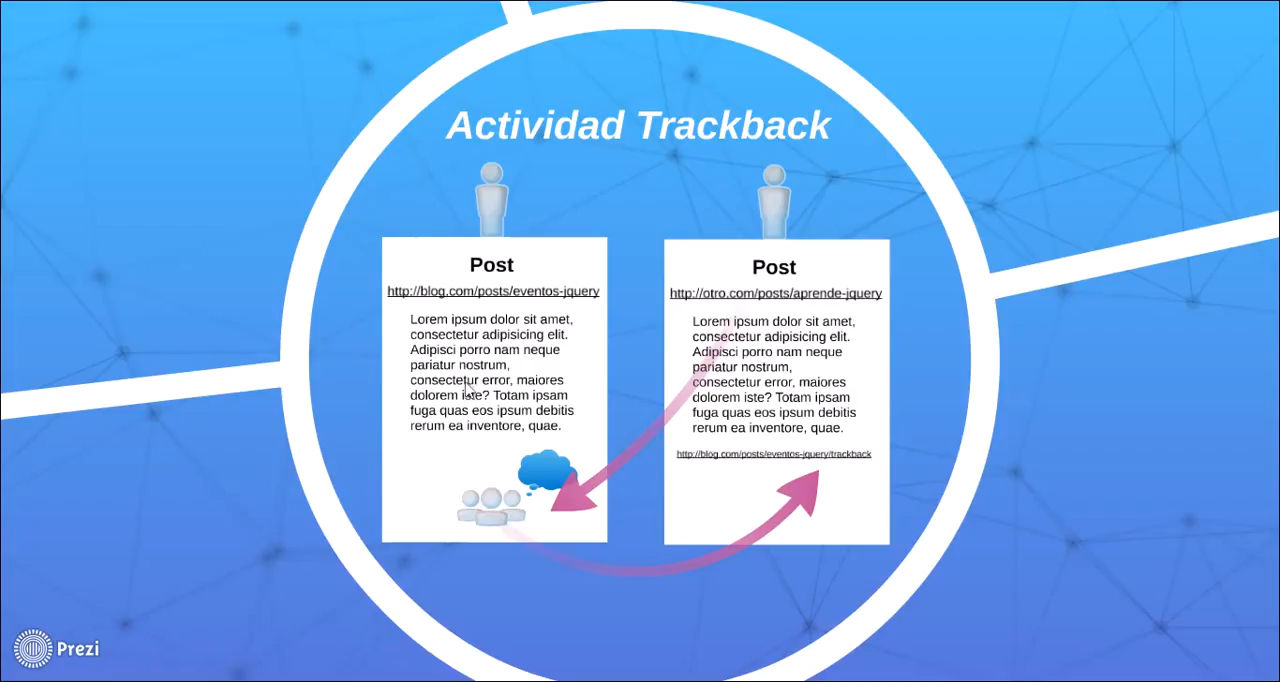 Actividad Trackback
Post
http://blog.com/posts/eventos-jquery
Lorem ipsum dolor sit amet,
consectetur adipisicing elit.
Adipisci porro nam neque
pariatur nostrum,
consectetur error, maiores
dolorem iste? Totam ipsam
fuga quas eos ipsum debitis
rerum ea inventore, quae.
Post
http://otro.com/posts/aprende-jquery
Lorem ipsum dolor sit amet,
consectetur adipisicing elit.
Adipisci porro nam neque
pariatur nostrum,
consectetur error, maiores
dolorem iste? Totam ipsam
fuga quas eos ipsum debitis
rerum ea inventore, quae.
http://blog.com/posts/eventos-jquery/trackback
Prezi